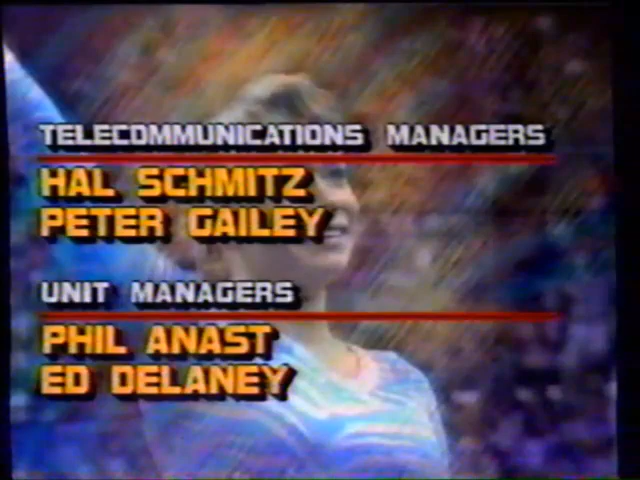 TELECOMMUNICATIONS MANAGERS
HAL SCHMITZ
PETER GAILEY
UNIT MANAGERS
PHIL ANAST
ED DELANEY